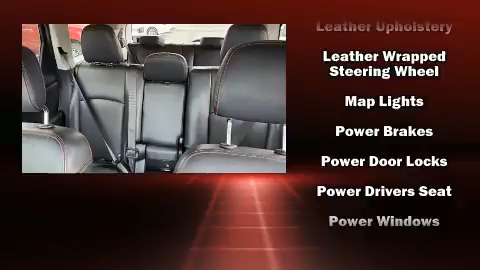 Leather Upholstery
Leather Wrapped
Steering Wheel
Map Lights
Power Brakes
Power Door Locks
Power Drivers Seat
Power Windows